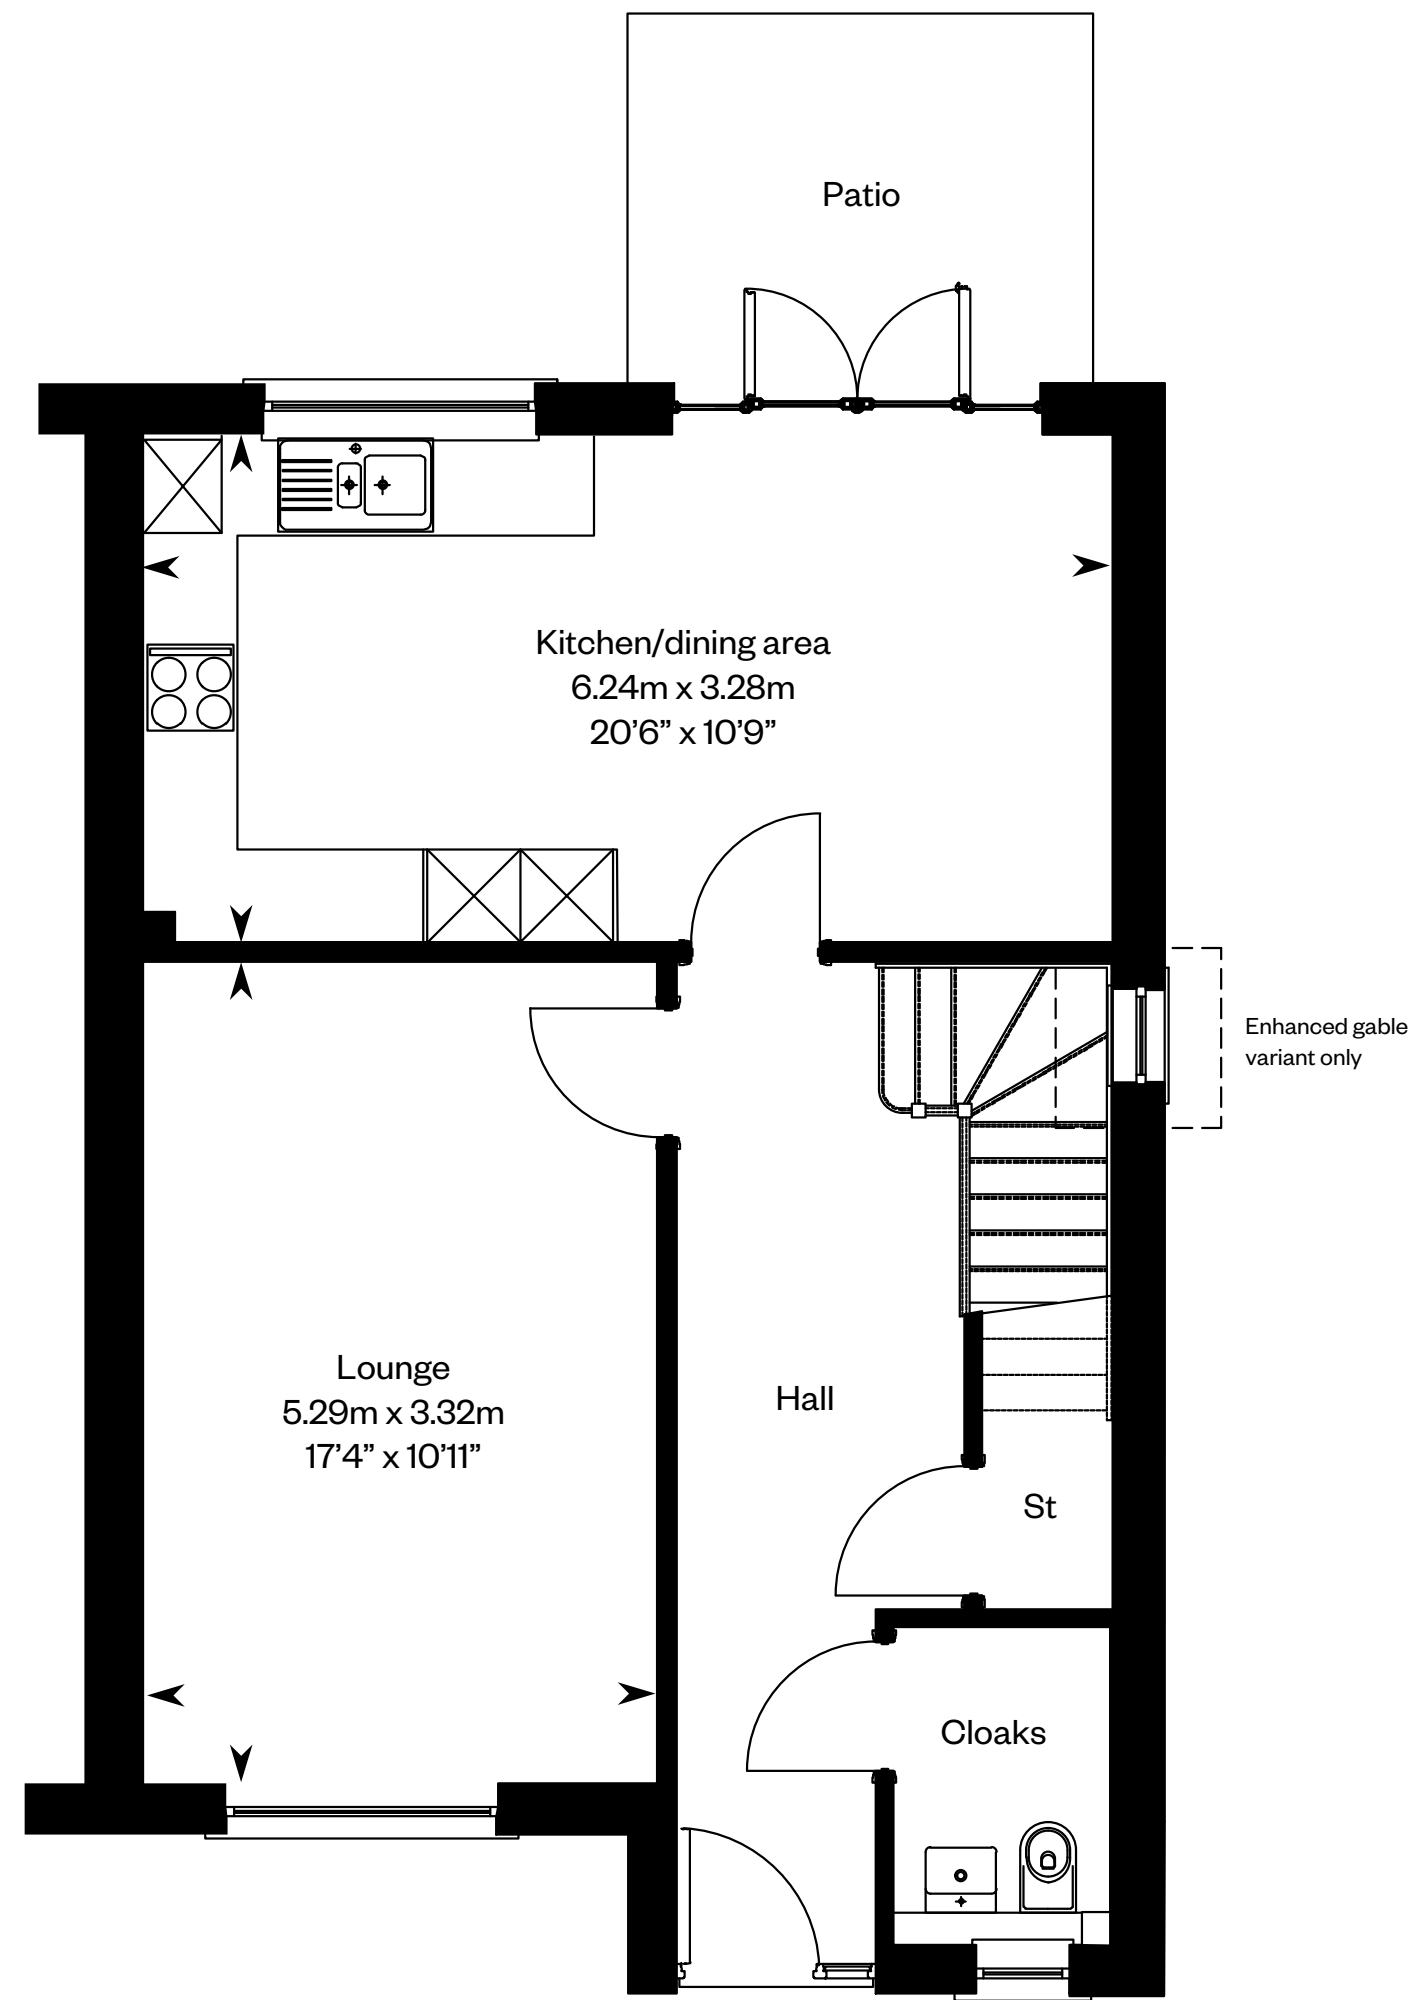 Patio
Kitchen/dining area
6.24m x 3.28m
20’6” x 10’9”
Enhanced gable
variant only
Lounge
5.29m x 3.32m
17’4” x 10’11”
Hall
St
Cloaks